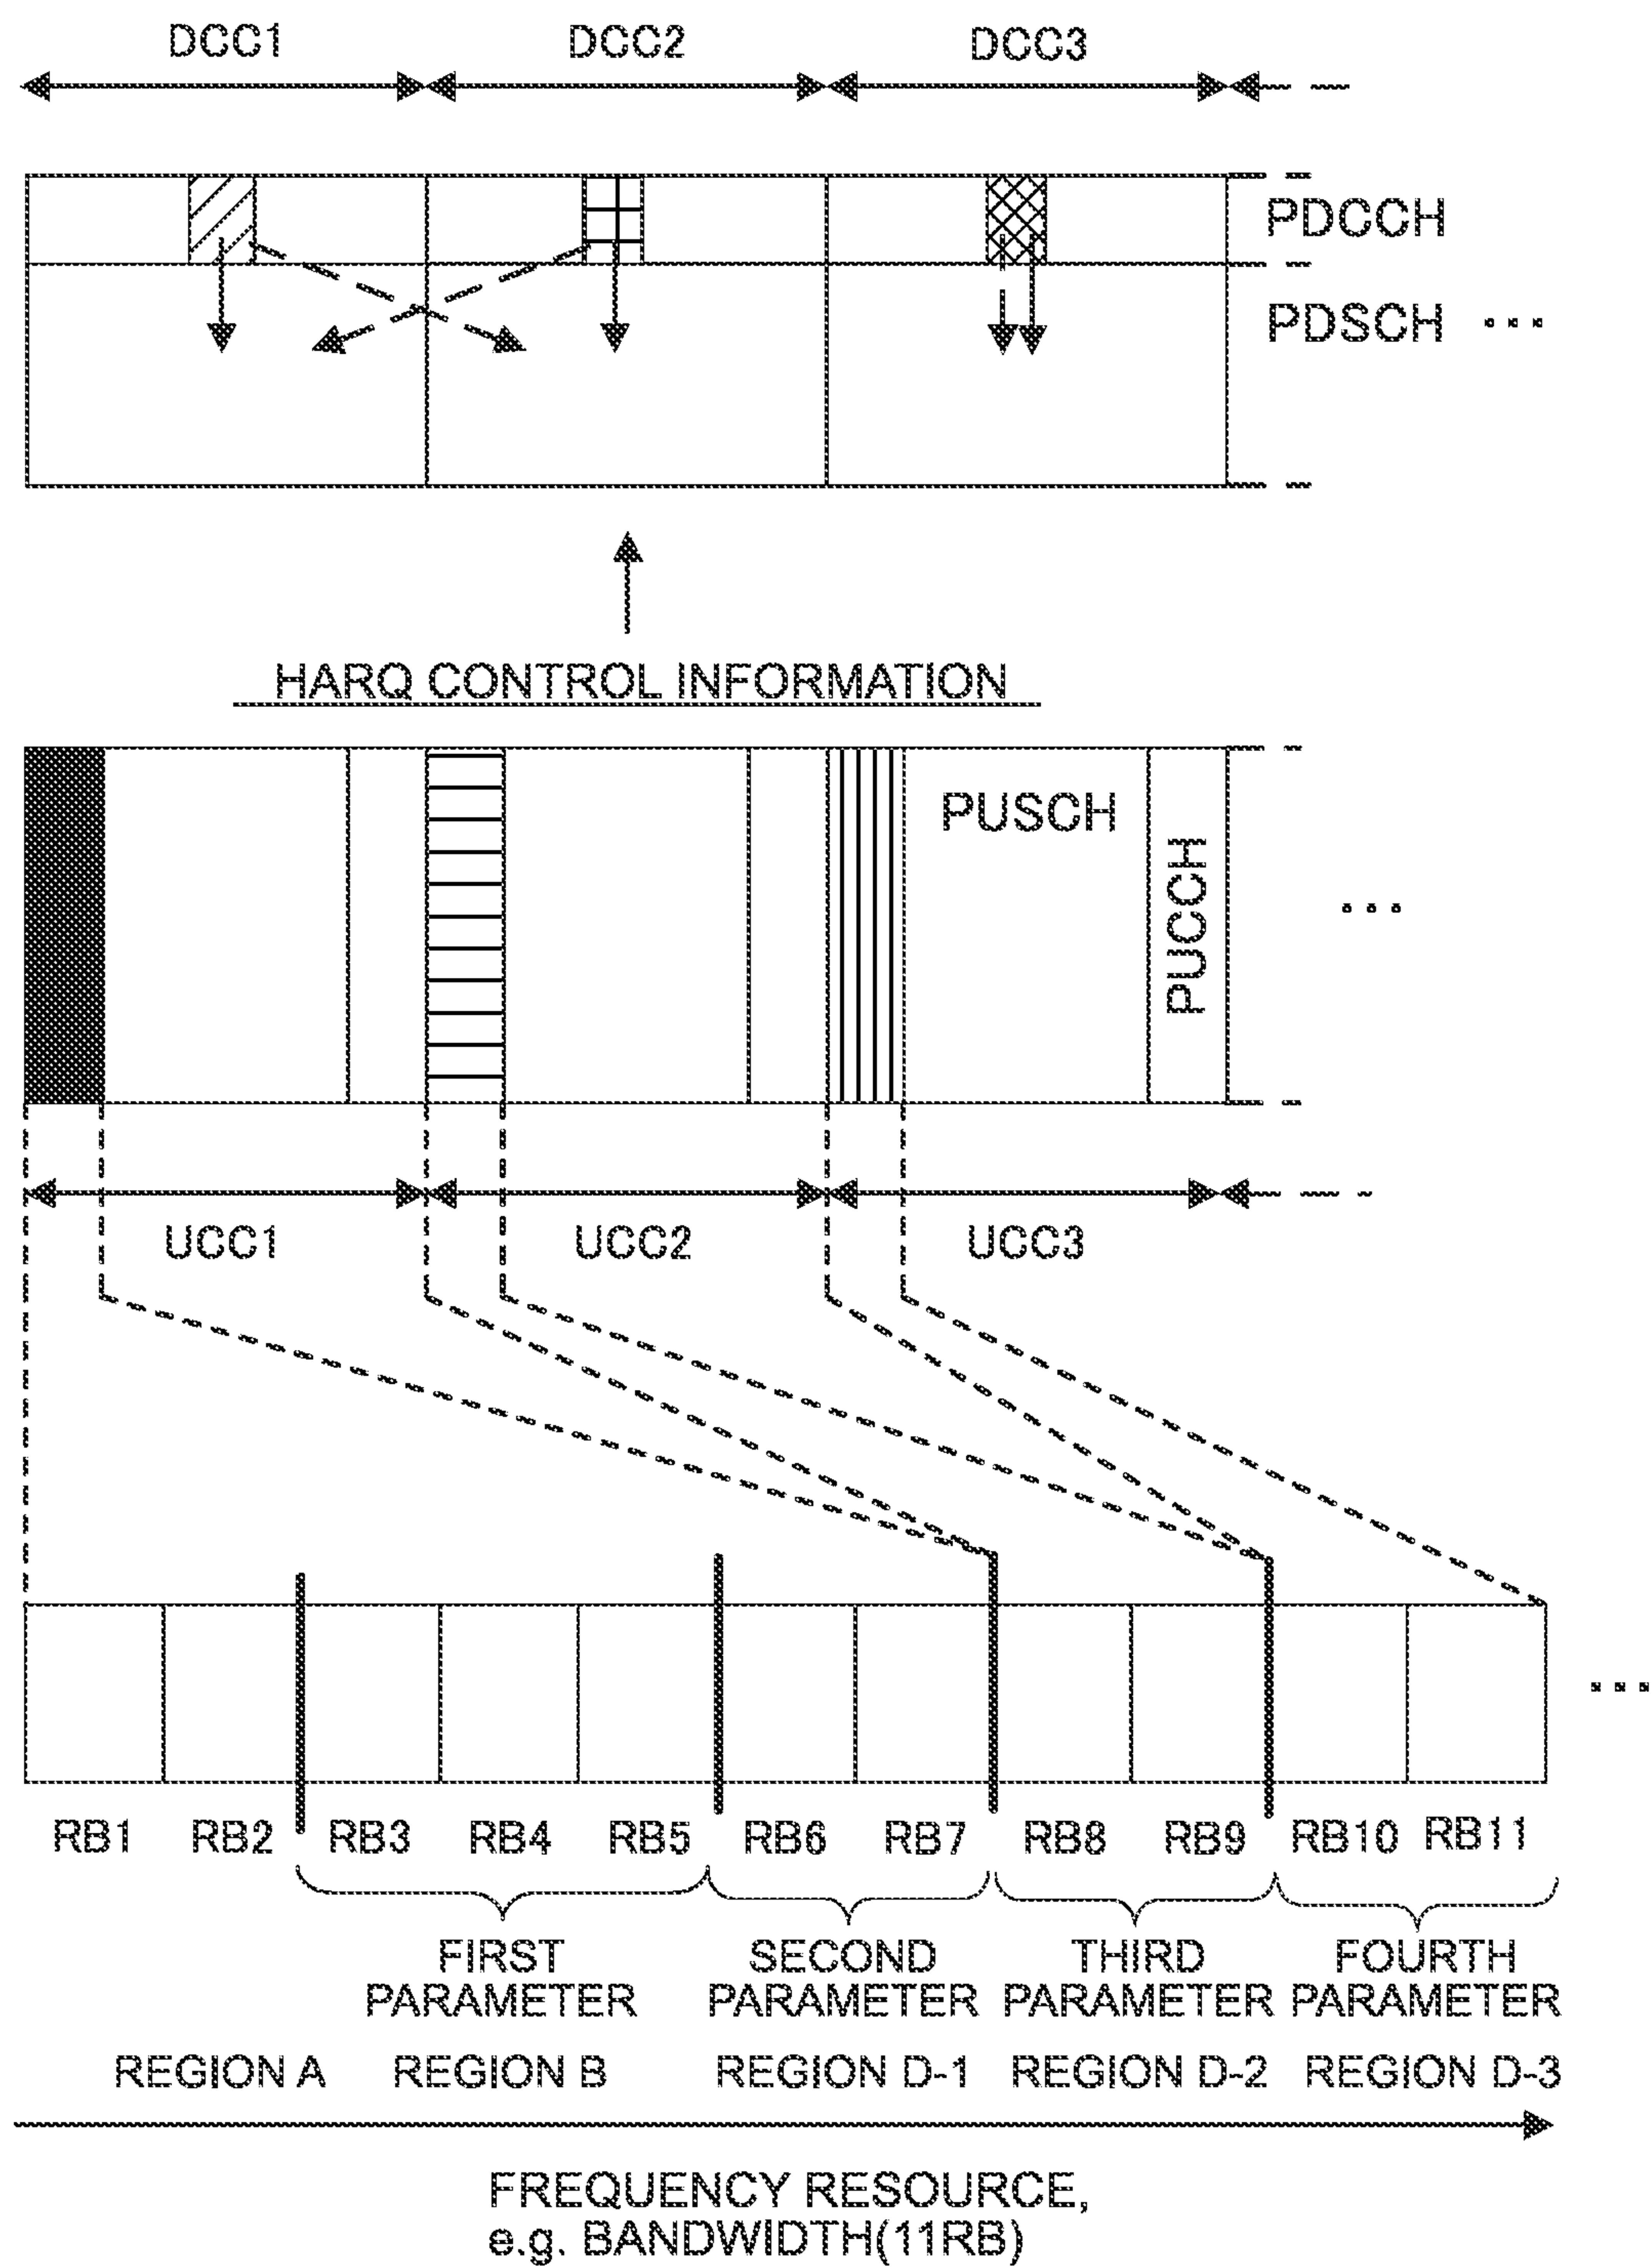 DCC1 DCC2 DCC3
PDCCH
PDSCH ...
HARQ CONTROL INFORMATION
PUSCH
PUCCH
...
UCC1 UCC2 UCC3
...
RB1 RB2 RB3 RB4 RB5 RB6 RB7 RB8 RB9 RB10 RB11
FIRST PARAMETER
SECOND PARAMETER
THIRD PARAMETER
FOURTH PARAMETER
REGION A REGION B REGION D-1 REGION D-2 REGION D-3
FREQUENCY RESOURCE,
e.g. BANDWIDTH(11RB)